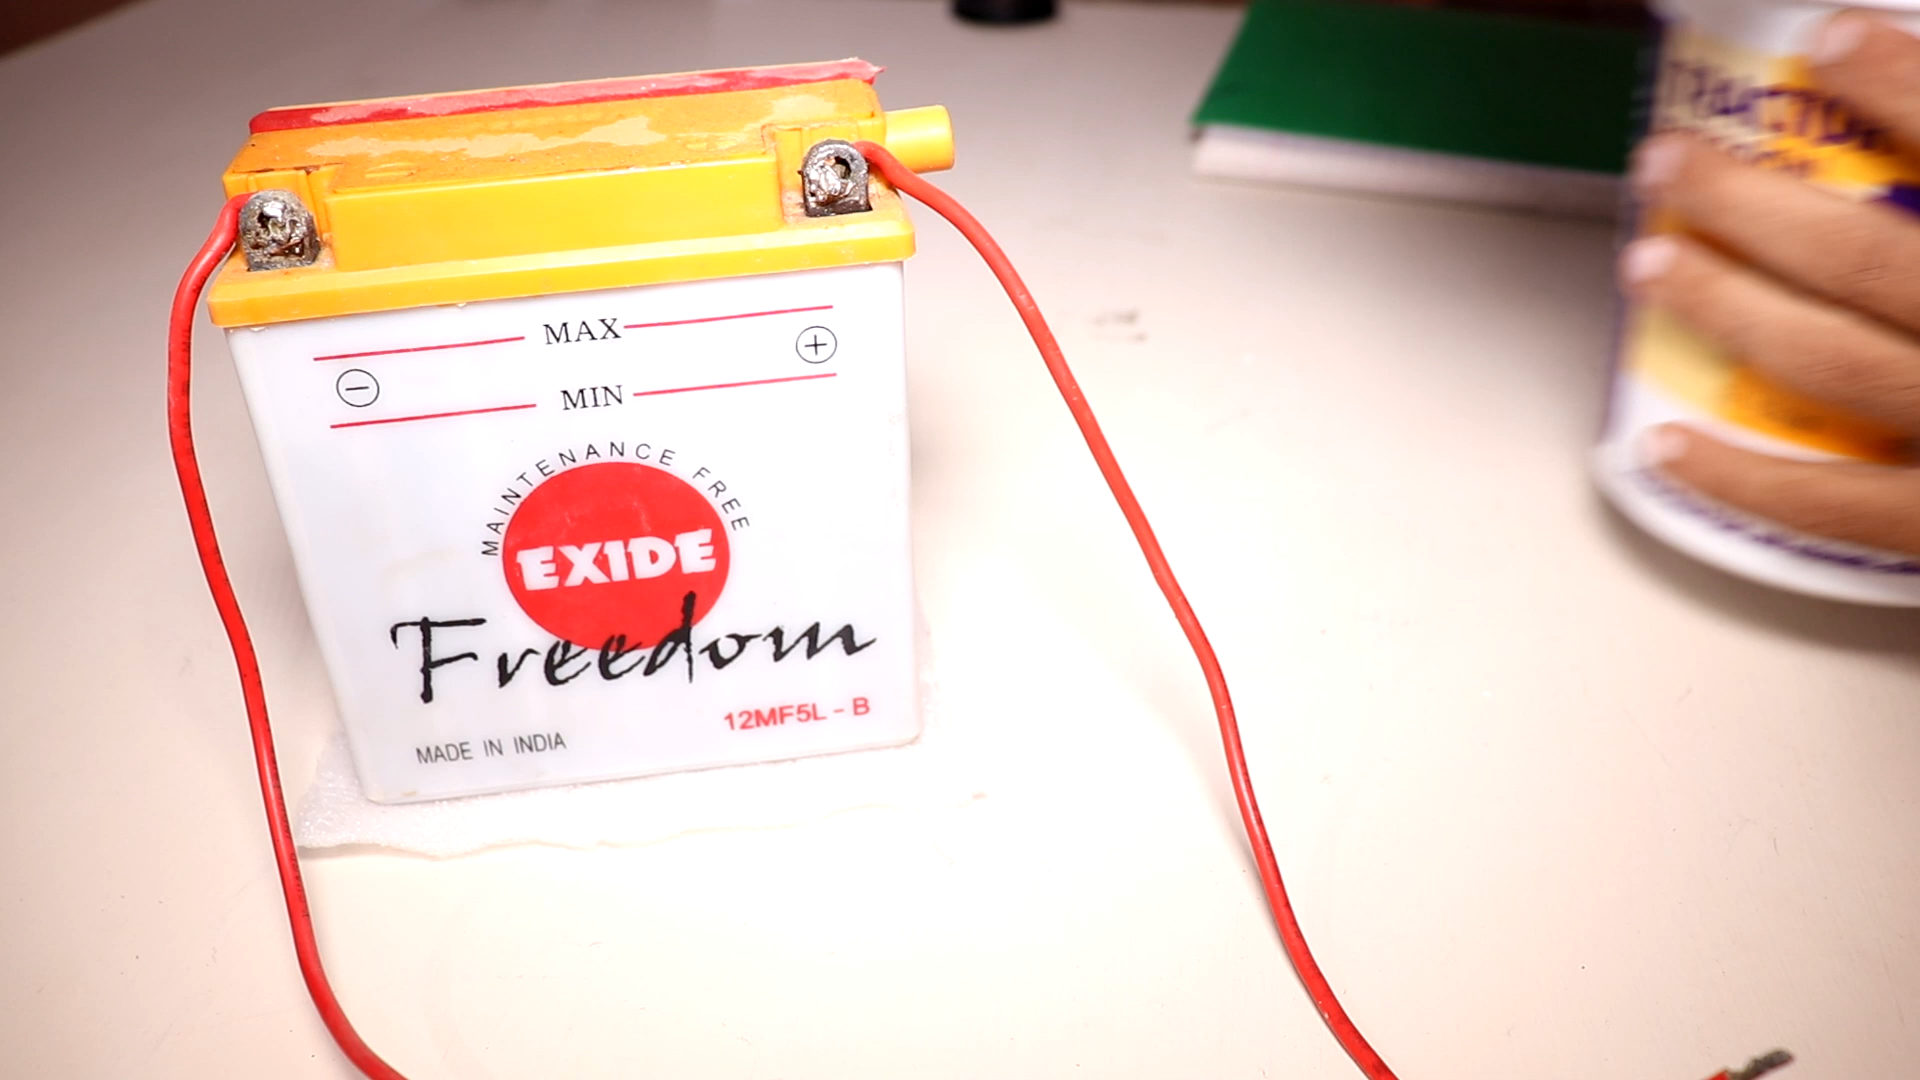 MAX
MIN
MAINTENANCE FREE
EXIDE
Freedom
12MF5L - B
MADE IN INDIA